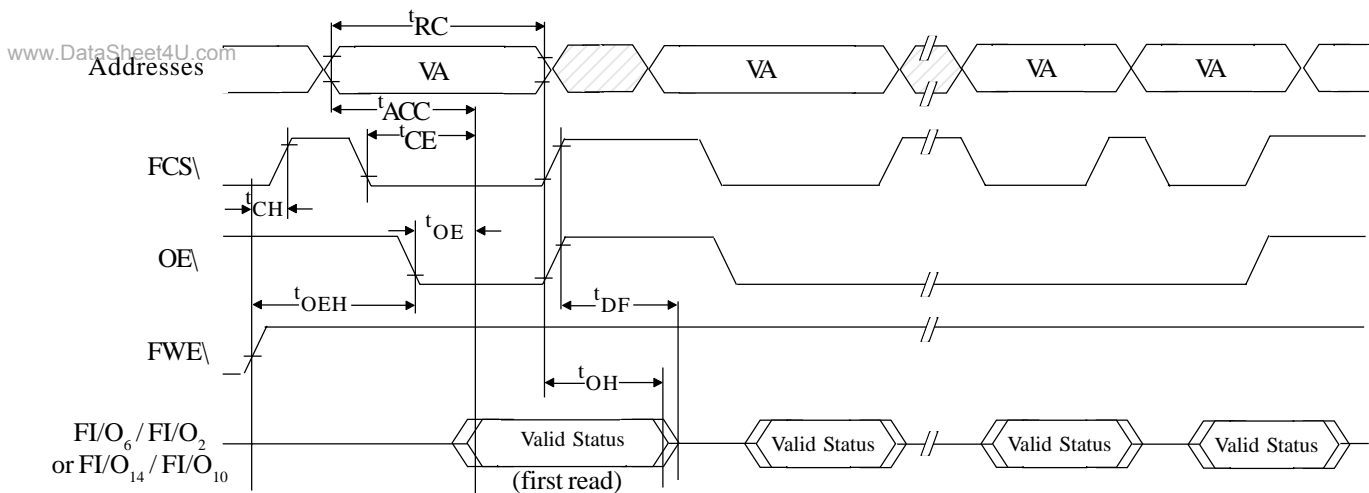 tRC
www.DataSheet4U.com
Addresses VA VA VA VA
tACC
tCE
FCS\
tCH
tOE
OE\
tOEH
tDF
FWE\
tOH
FI/O6 / FI/O2
or FI/O14 / FI/O10
Valid Status Valid Status Valid Status Valid Status
(first read)